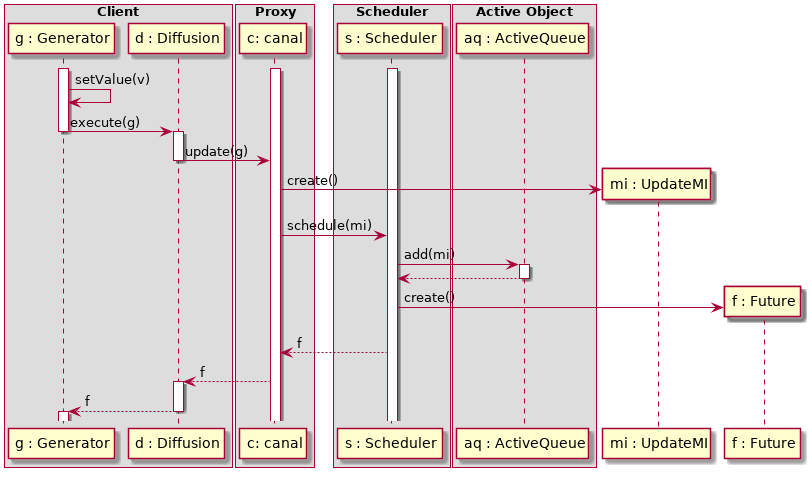 Client
Proxy
Scheduler
Active Object
g : Generator
d : Diffusion
c: canal
s : Scheduler
aq : ActiveQueue
setValue(v)
execute(g)
update(g)
create()
mi : UpdateMI
schedule(mi)
add(mi)
create()
f : Future
f
f
f
g : Generator
d : Diffusion
c: canal
s : Scheduler
aq : ActiveQueue
mi : UpdateMI
f : Future